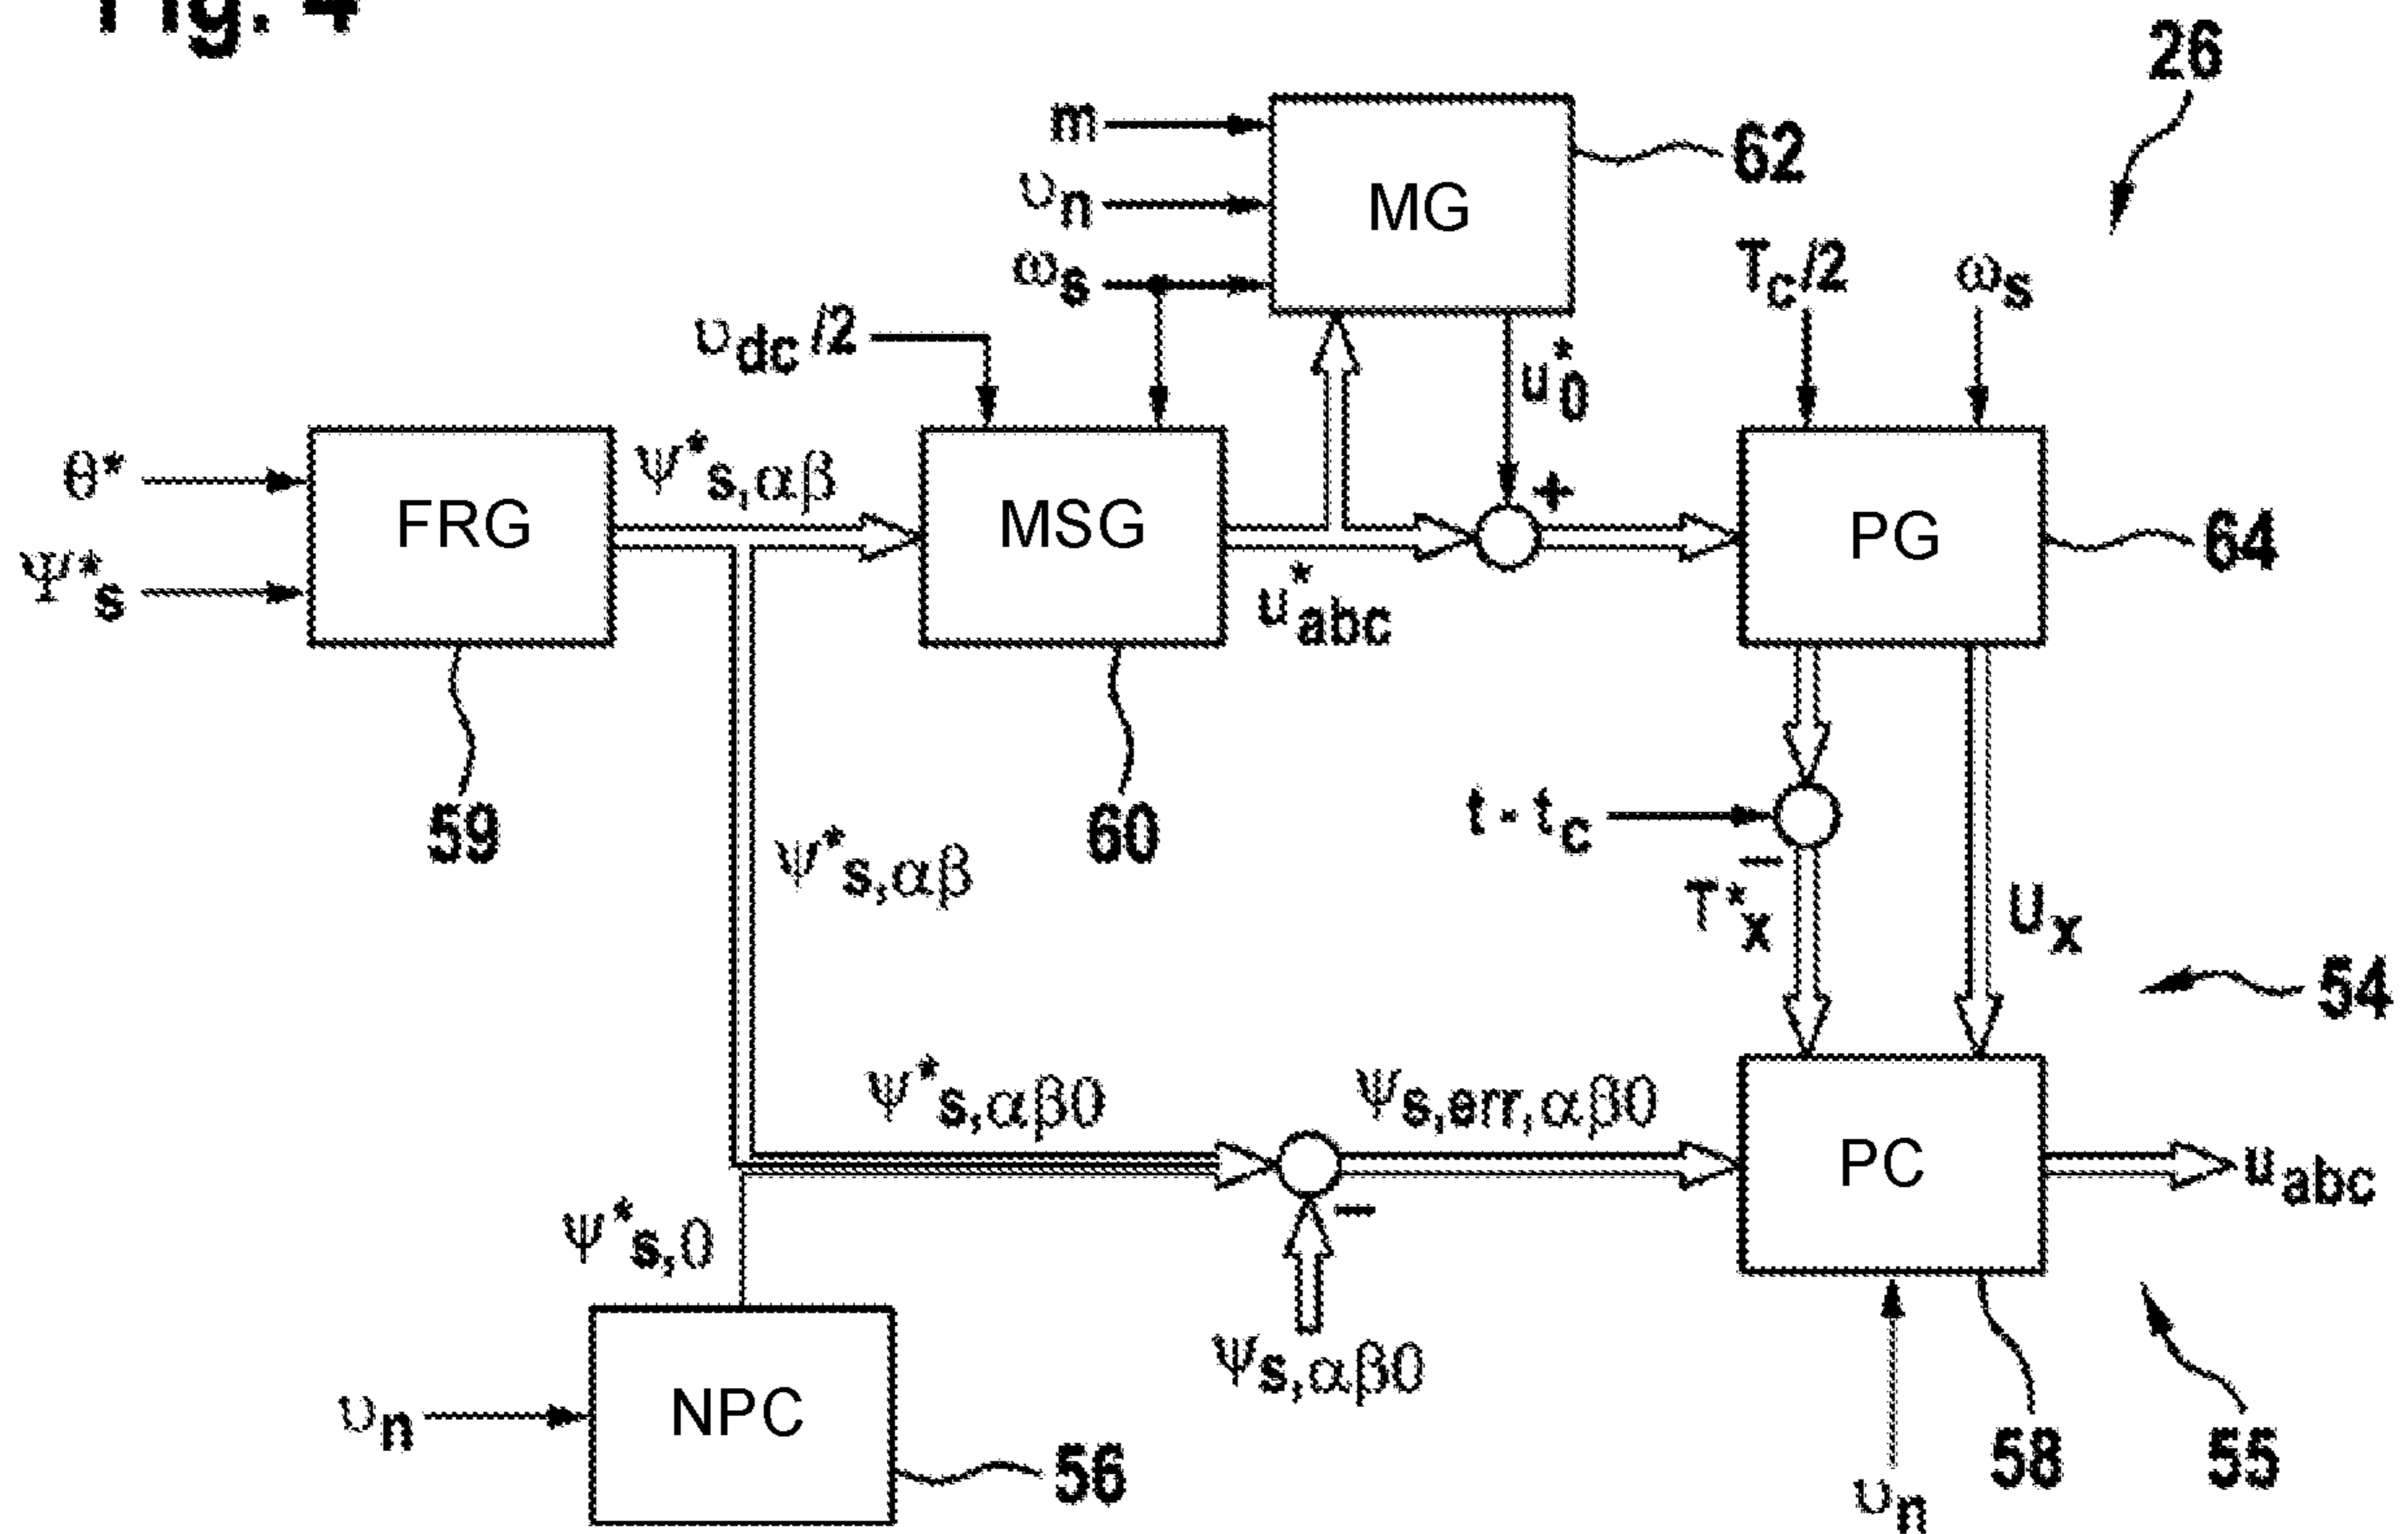 Fig. 4
26
m
62
υn
MG
ωs
Tc/2
ωs
υdc /2
u*0
θ*
ψ*s,αβ
+
FRG
MSG
PG
64
Ψ*s
u*abc
59
60
t - tc
−
ψ*s,αβ
T*x
Ux
54
ψ*s,αβ0
ψs,err,αβ0
PC
uabc
−
ψ*s,0
ψs,αβ0
υn
NPC
56
58
55
υn